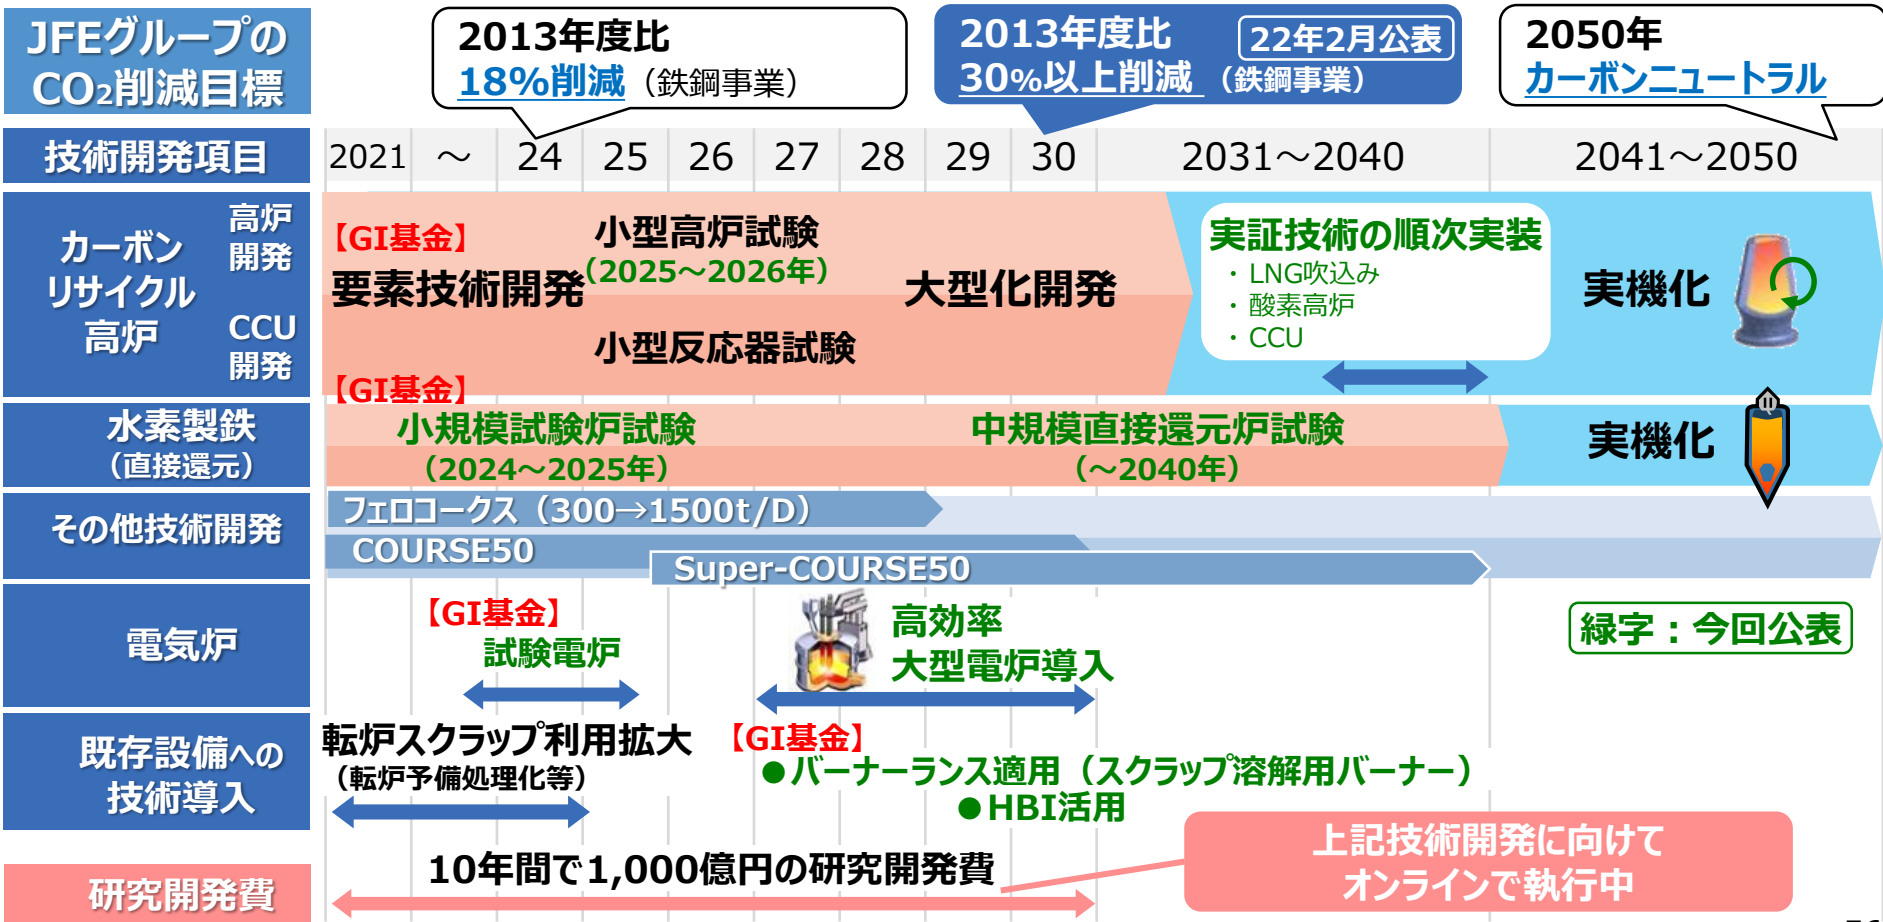 JFEグループの
CO2削減目標
2013年度比
18%削減（鉄鋼事業）
2013年度比
22年2月公表
30%以上削減（鉄鋼事業）
2050年
カーボンニュートラル
技術開発項目
2021 ～ 24 25 26 27 28 29 30 2031～2040 2041～2050
カーボン
リサイクル
高炉
高炉
開発
CCU
開発
【GI基金】
要素技術開発
小型高炉試験
（2025～2026年）
小型反応器試験
大型化開発
【GI基金】
実証技術の順次実装
・LNG吹込み
・酸素高炉
・CCU
実機化
水素製鉄
（直接還元）
小規模試験炉試験
（2024～2025年）
中規模直接還元炉試験
（～2040年）
実機化
その他技術開発
フェロコークス（300→1500t/D）
COURSE50
Super-COURSE50
電気炉
【GI基金】
試験電炉
高効率
大型電炉導入
緑字：今回公表
既存設備への
技術導入
転炉スクラップ利用拡大
（転炉予備処理化等）
【GI基金】
●バーナーランス適用（スクラップ溶解用バーナー）
●HBI活用
研究開発費
10年間で1,000億円の研究開発費
上記技術開発に向けて
オンラインで執行中